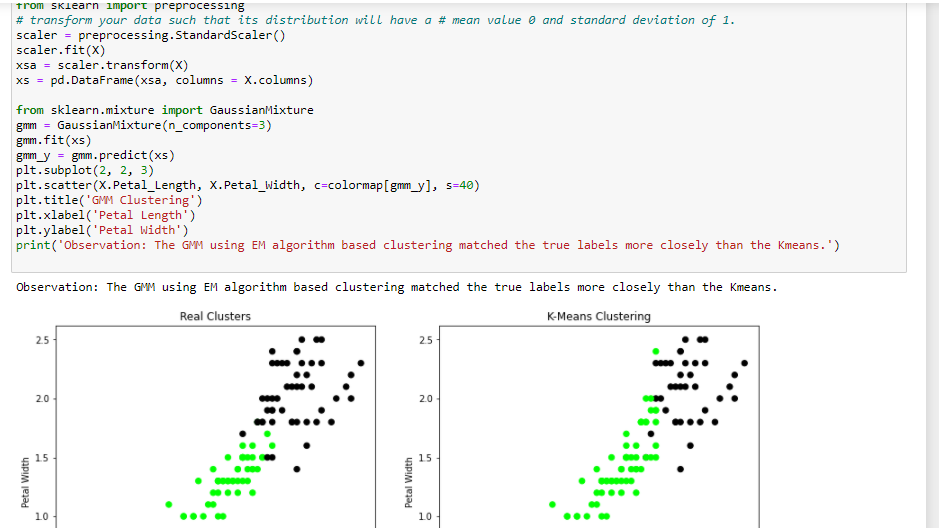 from sklearn import preprocessing
# transform your data such that its distribution will have a # mean value 0 and standard deviation of 1.
scaler = preprocessing.StandardScaler()
scaler.fit(X)
xsa = scaler.transform(X)
xs = pd.DataFrame(xsa, columns = X.columns)
from sklearn.mixture import GaussianMixture
gmm = GaussianMixture(n_components=3)
gmm.fit(xs)
gmm_y = gmm.predict(xs)
plt.subplot(2, 2, 3)
plt.scatter(X.Petal_Length, X.Petal_Width, c=colormap[gmm_y], s=40)
plt.title('GMM Clustering')
plt.xlabel('Petal Length')
plt.ylabel('Petal Width')
print('Observation: The GMM using EM algorithm based clustering matched the true labels more closely than the Kmeans.')
Observation: The GMM using EM algorithm based clustering matched the true labels more closely than the Kmeans.
Real Clusters
2.5
2.0
1.5
1.0
Petal Width
K-Means Clustering
2.5
2.0
1.5
1.0
Petal Width